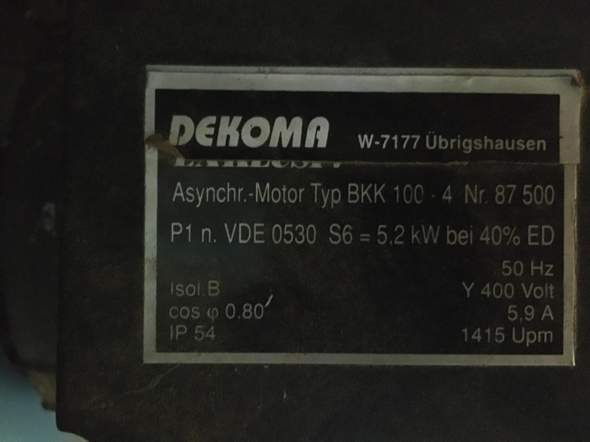 DEKOMA W-7177 Übrigshausen
Asynchr.-Motor Typ BKK 100 - 4 Nr. 87 500
P1 n. VDE 0530 S6 = 5,2 kW bei 40% ED
50 Hz
Isol.B Y 400 Volt
cos φ 0.80 5,9 A
IP 54 1415 Upm